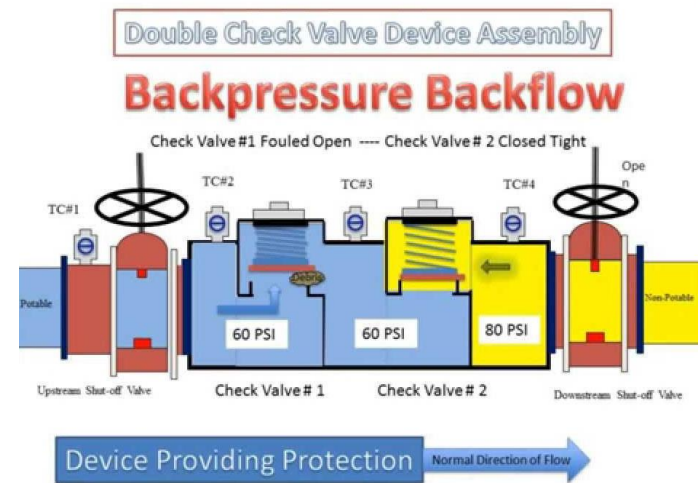 Double Check Valve Device Assembly
Backpressure Backflow
Check Valve #1 Fouled Open ---- Check Valve # 2 Closed Tight
TC#1
TC#2
TC#3
TC#4
Ope
n
Debris
Potable
Non-Potable
60 PSI
60 PSI
80 PSI
Upstream Shut-off Valve
Check Valve # 1
Check Valve # 2
Downstream Shut-off Valve
Device Providing Protection
Normal Direction of Flow